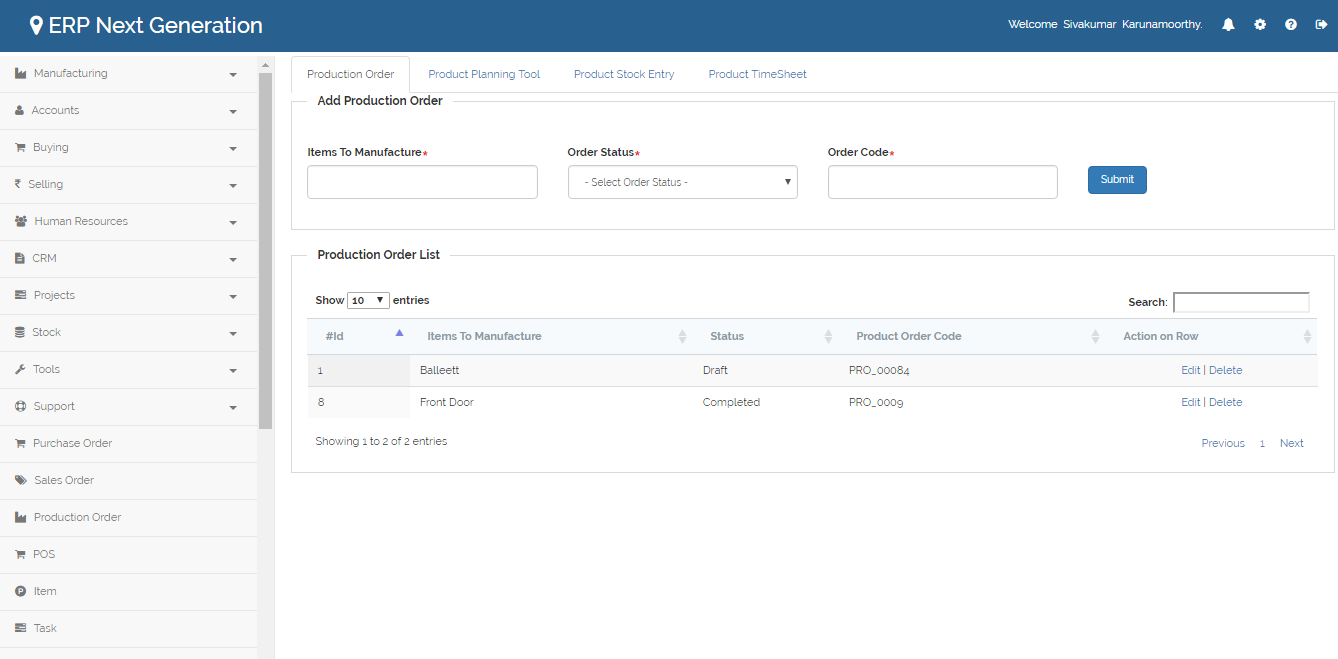 ERP Next Generation
Welcome Sivakumar Karunamoorthy.
Manufacturing
Accounts
Buying
Selling
Human Resources
CRM
Projects
Stock
Tools
Support
Purchase Order
Sales Order
Production Order
POS
Item
Task
Production Order Product Planning Tool Product Stock Entry Product TimeSheet
Add Production Order
Items To Manufacture* Order Status* Order Code*
- Select Order Status - Submit
Production Order List
Show 10 entries Search:
#Id Items To Manufacture Status Product Order Code Action on Row
1 Balleett Draft PRO_00084 Edit | Delete
8 Front Door Completed PRO_0009 Edit | Delete
Showing 1 to 2 of 2 entries Previous 1 Next